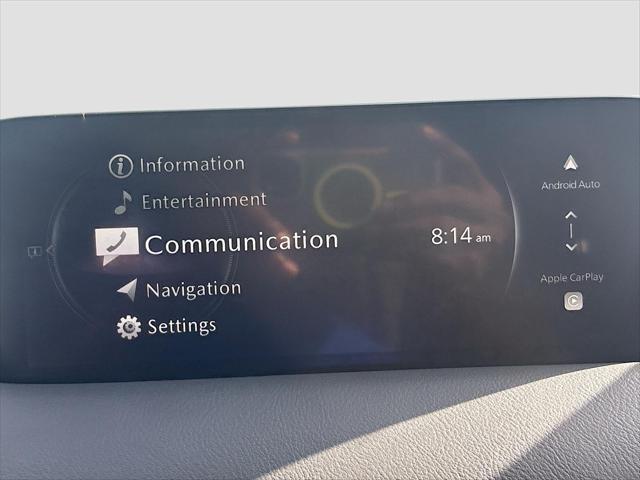 Information
Entertainment
Communication
Navigation
Settings
8:14 am
Android Auto
Apple CarPlay